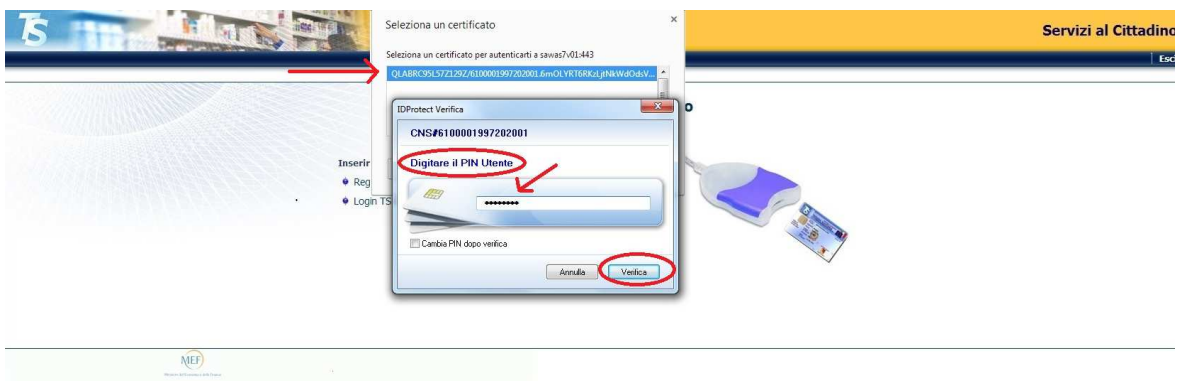 TS
Servizi al Cittadino
Esc
Seleziona un certificato
×
Seleziona un certificato per autenticarti a sawas7v01:443
QLABRC95L57Z129Z/6100001997202001.6mOLYRT6RKzLjtNkWdOdsV...
IDProtect Verifica
CNS#6100001997202001
o
Digitare il PIN Utente
Inserir
Reg
Login TS
Cambia PIN dopo verifica
Annulla
Verifica
MEF